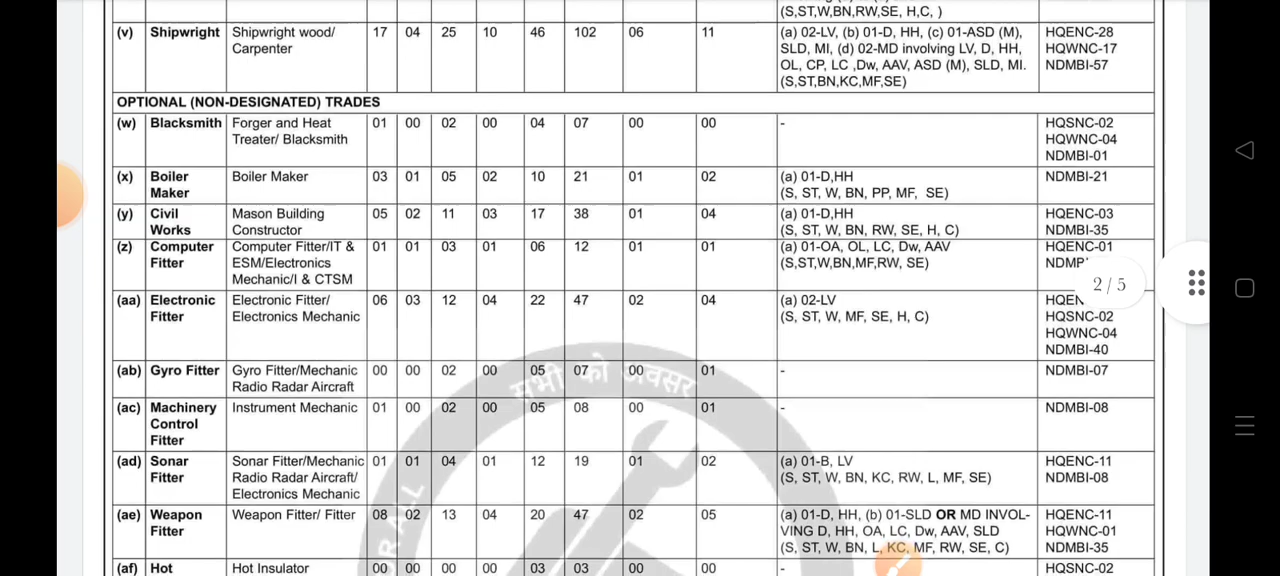 (S,ST,W,BN,RW,SE, H,C, )
(v) Shipwright Shipwright wood/ 17 04 25 10 46 102 06 11 (a) 02-LV, (b) 01-D, HH, (c) 01-ASD (M), HQENC-28
Carpenter SLD, MI, (d) 02-MD involving LV, D, HH, HQWNC-17
OL, CP, LC ,Dw, AAV, ASD (M), SLD, MI. NDMBI-57
(S,ST,BN,KC,MF,SE)
OPTIONAL (NON-DESIGNATED) TRADES
(w) Blacksmith Forger and Heat 01 00 02 00 04 07 00 00 - HQSNC-02
Treater/ Blacksmith HQWNC-04
NDMBI-01
(x) Boiler Boiler Maker 03 01 05 02 10 21 01 02 (a) 01-D,HH NDMBI-21
Maker (S, ST, W, BN, PP, MF, SE)
(y) Civil Mason Building 05 02 11 03 17 38 01 04 (a) 01-D,HH HQENC-03
Works Constructor (S, ST, W, BN, RW, SE, H, C) NDMBI-35
(z) Computer Computer Fitter/IT & 01 01 03 01 06 12 01 01 (a) 01-OA, OL, LC, Dw, AAV HQENC-01
Fitter ESM/Electronics (S,ST,W,BN,MF,RW, SE)
Mechanic/I & CTSM
2/5
(aa) Electronic Electronic Fitter/ 06 03 12 04 22 47 02 04 (a) 02-LV
Fitter Electronics Mechanic (S, ST, W, MF, SE, H, C) HQSNC-02
HQWNC-04
NDMBI-40
(ab) Gyro Fitter Gyro Fitter/Mechanic 00 00 02 00 05 07 00 01 - NDMBI-07
Radio Radar Aircraft
सभी को अवसर
(ac) Machinery Instrument Mechanic 01 00 02 00 05 08 00 01 - NDMBI-08
Control
Fitter
(ad) Sonar Sonar Fitter/Mechanic 01 01 04 01 12 19 01 02 (a) 01-B, LV HQENC-11
Fitter Radio Radar Aircraft/ (S, ST, W, BN, KC, RW, L, MF, SE) NDMBI-08
Electronics Mechanic
(ae) Weapon Weapon Fitter/ Fitter 08 02 13 04 20 47 02 05 (a) 01-D, HH, (b) 01-SLD OR MD INVOL- HQENC-11
Fitter VING D, HH, OA, LC, Dw, AAV, SLD HQWNC-01
(S, ST, W, BN, L, KC, MF, RW, SE, C) NDMBI-35
(af) Hot Hot Insulator 00 00 00 00 03 03 00 00 - HQSNC-02